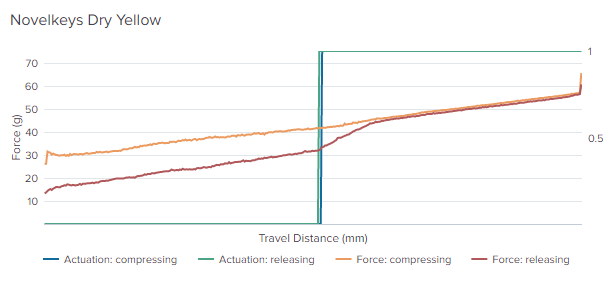 Novelkeys Dry Yellow
70
60
50
40
30
20
10
Force (g)
1
0.5
Travel Distance (mm)
Actuation: compressing
Actuation: releasing
Force: compressing
Force: releasing